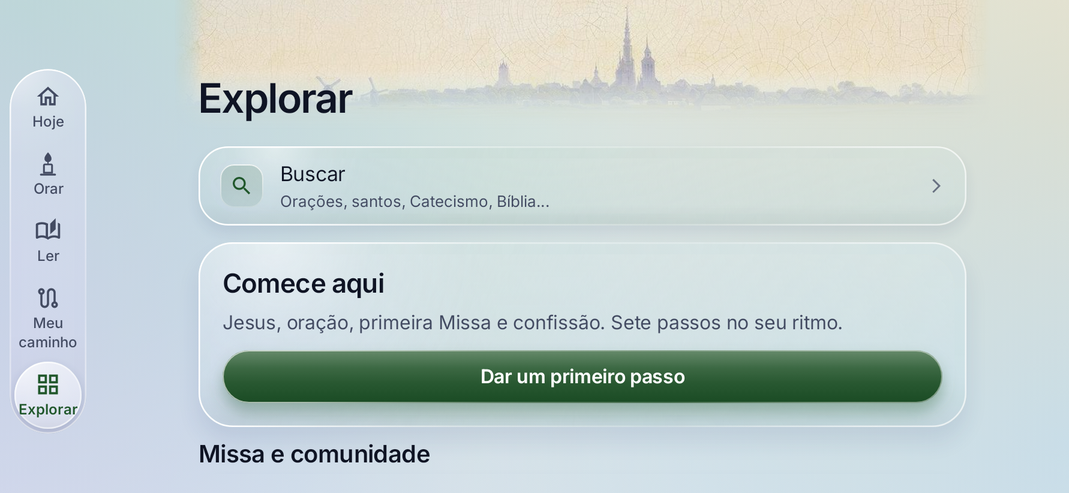 Explorar
Hoje
Orar
Ler
Meu
caminho
Explorar
Buscar
Orações, santos, Catecismo, Bíblia...
Comece aqui
Jesus, oração, primeira Missa e confissão. Sete passos no seu ritmo.
Dar um primeiro passo
Missa e comunidade